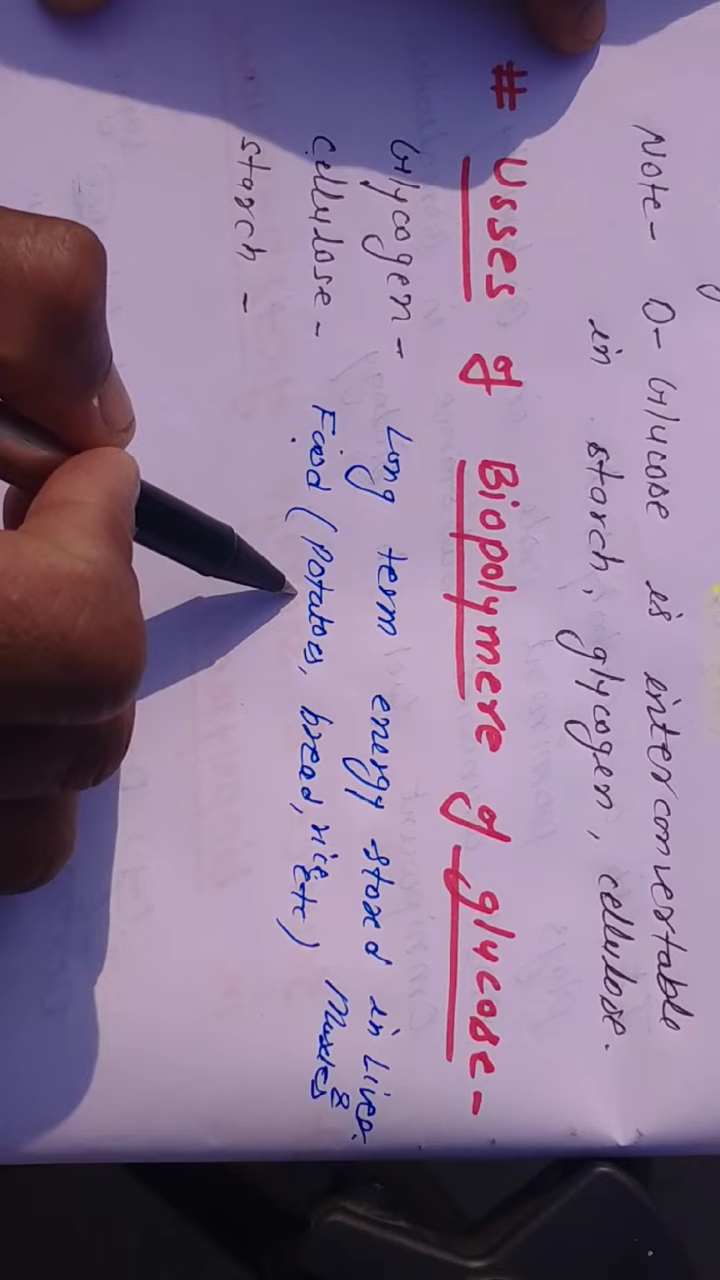 Note- D-Glucose is interconvertable
in starch, glycogen, cellulose.
# Usses of Biopolymere of glucose-
Glycogen - Long term energy stored in Liver &
Muscles
Cellulose - Food (Potatoes, bread, rice etc)
Starch -